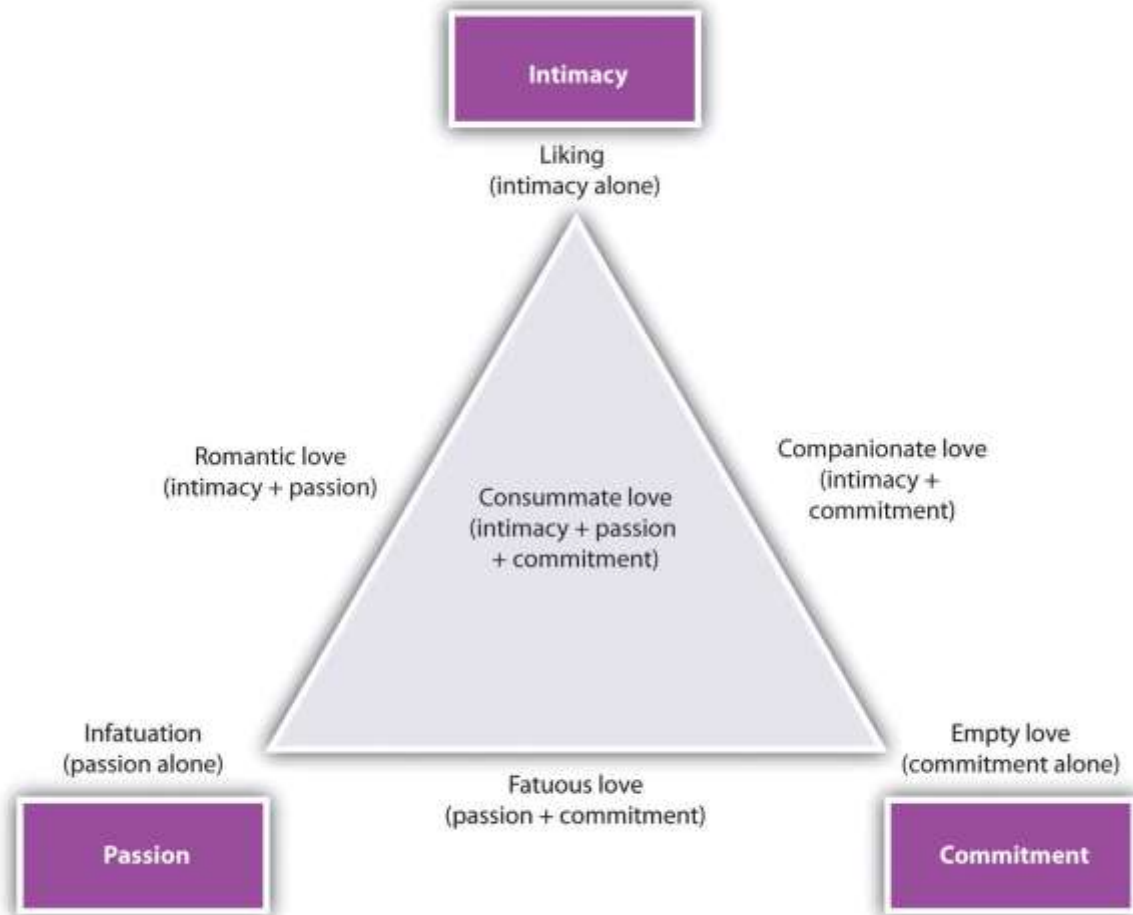 Intimacy
Liking
(intimacy alone)
Romantic love
(intimacy + passion)
Companionate love
(intimacy +
commitment)
Consummate love
(intimacy + passion
+ commitment)
Infatuation
(passion alone)
Empty love
(commitment alone)
Fatuous love
(passion + commitment)
Passion
Commitment